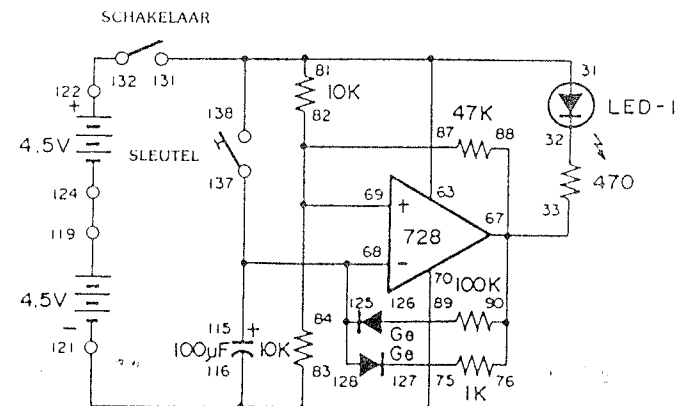 SCHAKELAAR
132 131
122
+
4.5V
124
119
4.5V
−
121
138
SLEUTEL
137
81
10K
82
47K
87 88
31
LED-1
32
470
33
69 + 63
728 67
68 −
70
100K
125 126 89 90
Ge
Ge
128 127 75 76
1K
115 +
100µF
116
84
10K
83